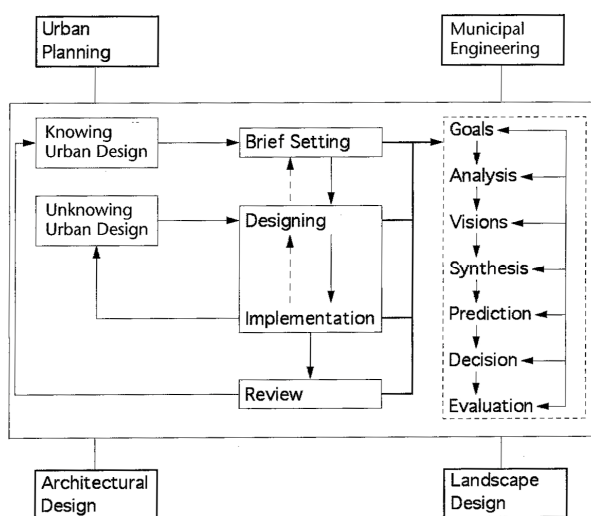 Urban
Planning
Municipal
Engineering
Knowing
Urban Design
Brief Setting
Goals
Analysis
Unknowing
Urban Design
Designing
Visions
Synthesis
Implementation
Prediction
Decision
Review
Evaluation
Architectural
Design
Landscape
Design